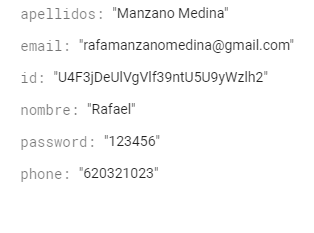 apellidos: "Manzano Medina"
email: "rafamanzanomedina@gmail.com"
id: "U4F3jDeUlVgVlf39ntU5U9yWzlh2"
nombre: "Rafael"
password: "123456"
phone: "620321023"